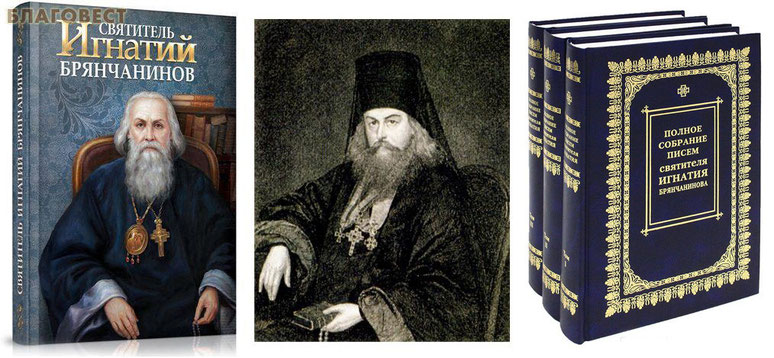 БЛАГОВЕСТ
СВЯТИТЕЛЬ
ИГНАТИЙ
БРЯНЧАНИНОВ
СВЯТИТЕЛЬ ИГНАТИЙ БРЯНЧАНИНОВ
ПОЛНОЕ
СОБРАНИЕ
ПИСЕМ
СВЯТИТЕЛЯ
ИГНАТИЯ
БРЯНЧАНИНОВА